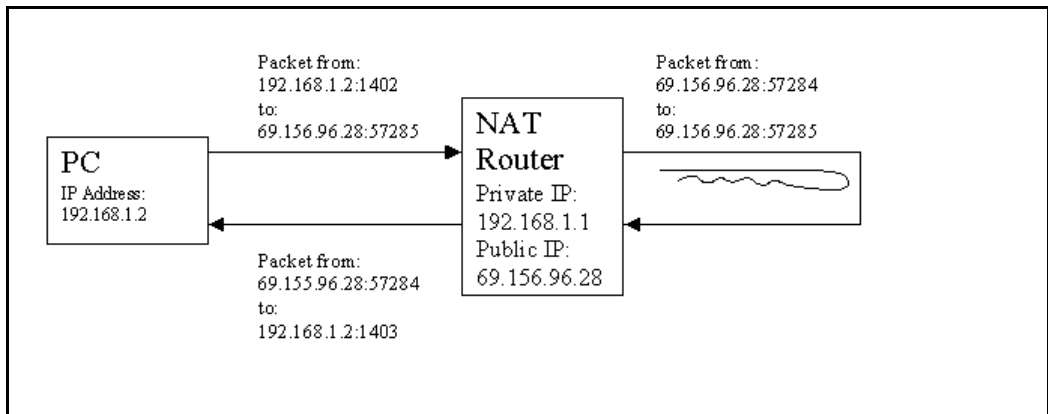 Packet from:
192.168.1.2:1402
to:
69.156.96.28:57285
Packet from:
69.156.96.28:57284
to:
69.156.96.28:57285
PC
IP Address:
192.168.1.2
NAT
Router
Private IP:
192.168.1.1
Public IP:
69.156.96.28
Packet from:
69.155.96.28:57284
to:
192.168.1.2:1403